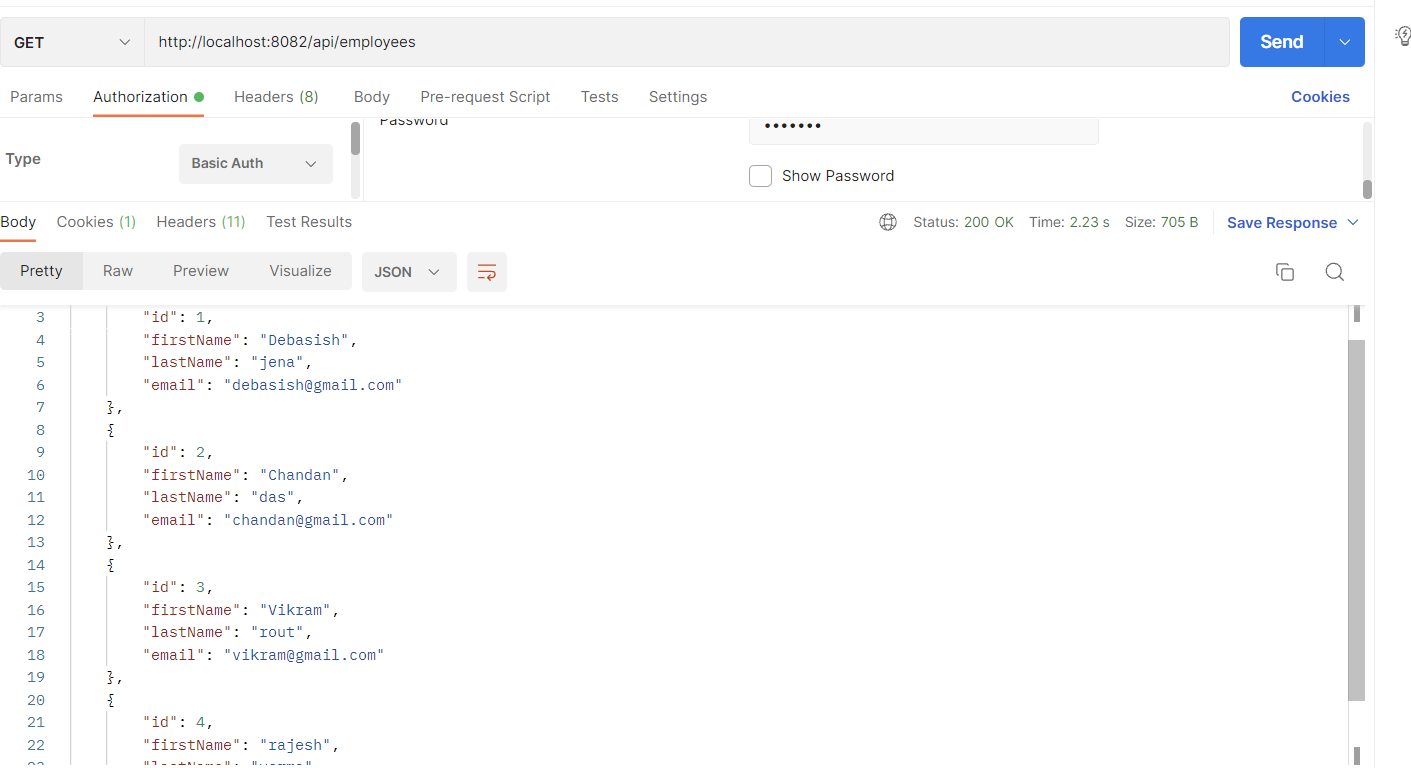 GET http://localhost:8082/api/employees Send
Params Authorization Headers (8) Body Pre-request Script Tests Settings Cookies
Password
Type Basic Auth •••••••
Show Password
Body Cookies (1) Headers (11) Test Results Status: 200 OK Time: 2.23 s Size: 705 B Save Response
Pretty Raw Preview Visualize JSON
3 "id": 1,
4 "firstName": "Debasish",
5 "lastName": "jena",
6 "email": "debasish@gmail.com"
7 },
8 {
9 "id": 2,
10 "firstName": "Chandan",
11 "lastName": "das",
12 "email": "chandan@gmail.com"
13 },
14 {
15 "id": 3,
16 "firstName": "Vikram",
17 "lastName": "rout",
18 "email": "vikram@gmail.com"
19 },
20 {
21 "id": 4,
22 "firstName": "rajesh",